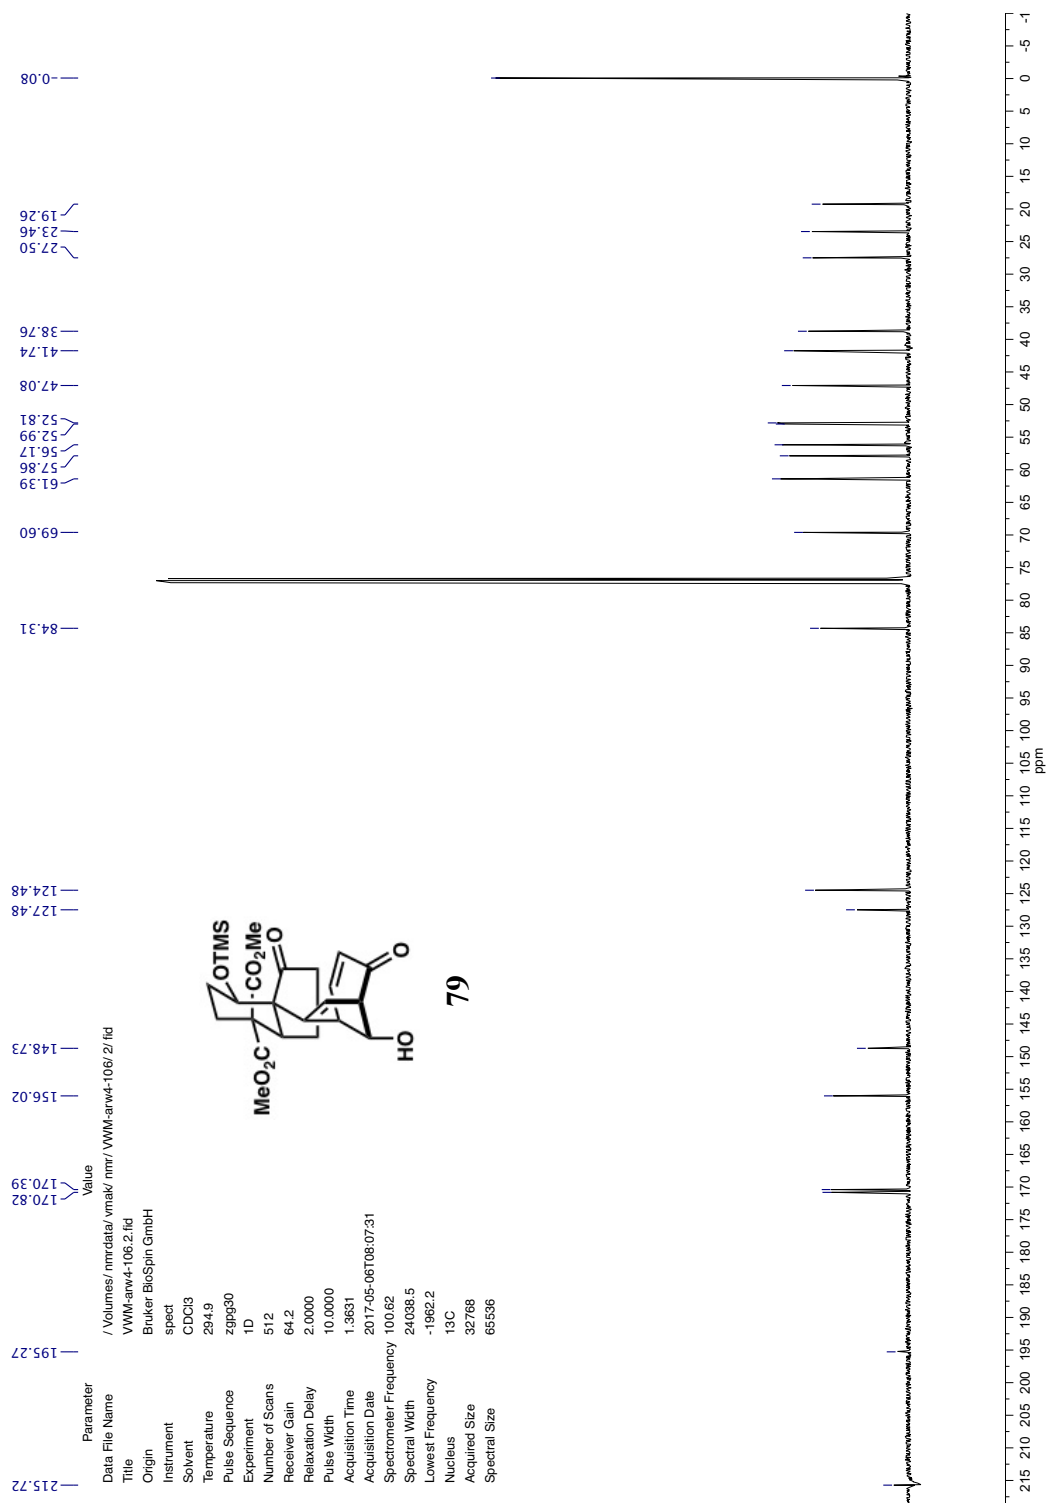 Parameter Value
Data File Name / Volumes/ nmrdata/ vmak/ nmr/ VWM-arw4-106/ 2/ fid
Title VWM-arw4-106.2.fid
Origin Bruker BioSpin GmbH
Instrument spect
Solvent CDCl3
Temperature 294.9
Pulse Sequence zgpg30
Experiment 1D
Number of Scans 512
Receiver Gain 64.2
Relaxation Delay 2.0000
Pulse Width 10.0000
Acquisition Time 1.3631
Acquisition Date 2017-05-06T08:07:31
Spectrometer Frequency 100.62
Spectral Width 24038.5
Lowest Frequency -1962.2
Nucleus 13C
Acquired Size 32768
Spectral Size 65536
OTMS
CO2Me
O
MeO2C
O
HO
79
215.72
195.27
170.82
170.39
156.02
148.73
127.48
124.48
84.31
69.60
61.39
57.86
56.17
52.99
52.81
47.08
41.74
38.76
27.50
23.46
19.26
-0.08
215 210 205 200 195 190 185 180 175 170 165 160 155 150 145 140 135 130 125 120 115 110 105 100 95 90 85 80 75 70 65 60 55 50 45 40 35 30 25 20 15 10 5 0 -5 -1
ppm